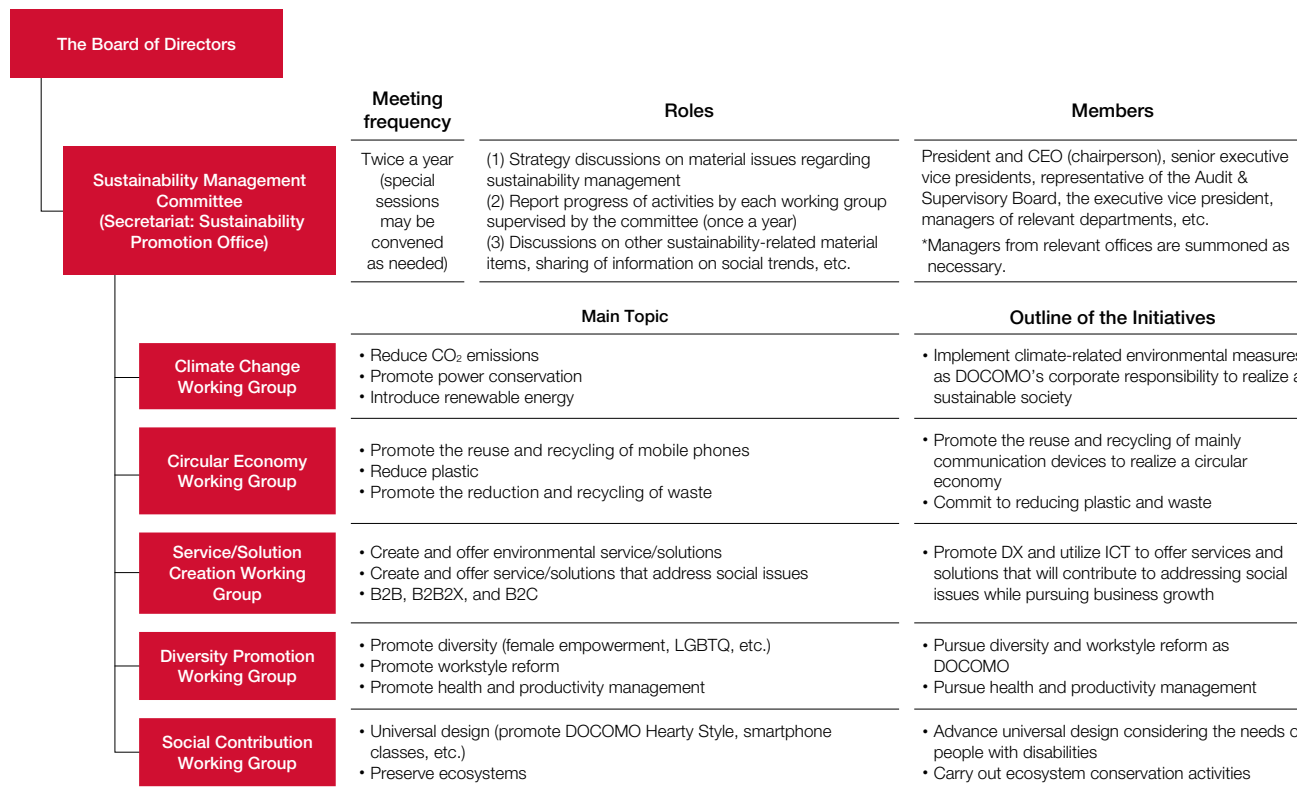 The Board of Directors
Meeting
frequency
Roles
Members
Sustainability Management
Committee
(Secretariat: Sustainability
Promotion Office)
Twice a year
(special
sessions
may be
convened
as needed)
(1) Strategy discussions on material issues regarding
sustainability management
(2) Report progress of activities by each working group
supervised by the committee (once a year)
(3) Discussions on other sustainability-related material
items, sharing of information on social trends, etc.
President and CEO (chairperson), senior executive
vice presidents, representative of the Audit &
Supervisory Board, the executive vice president,
managers of relevant departments, etc.
*Managers from relevant offices are summoned as
necessary.
Main Topic
Outline of the Initiatives
Climate Change
Working Group
• Reduce CO₂ emissions
• Promote power conservation
• Introduce renewable energy
• Implement climate-related environmental measures
as DOCOMO's corporate responsibility to realize a
sustainable society
Circular Economy
Working Group
• Promote the reuse and recycling of mobile phones
• Reduce plastic
• Promote the reduction and recycling of waste
• Promote the reuse and recycling of mainly
communication devices to realize a circular
economy
• Commit to reducing plastic and waste
Service/Solution
Creation Working
Group
• Create and offer environmental service/solutions
• Create and offer service/solutions that address social issues
• B2B, B2B2X, and B2C
• Promote DX and utilize ICT to offer services and
solutions that will contribute to addressing social
issues while pursuing business growth
Diversity Promotion
Working Group
• Promote diversity (female empowerment, LGBTQ, etc.)
• Promote workstyle reform
• Promote health and productivity management
• Pursue diversity and workstyle reform as
DOCOMO
• Pursue health and productivity management
Social Contribution
Working Group
• Universal design (promote DOCOMO Hearty Style, smartphone
classes, etc.)
• Preserve ecosystems
• Advance universal design considering the needs o
people with disabilities
• Carry out ecosystem conservation activities